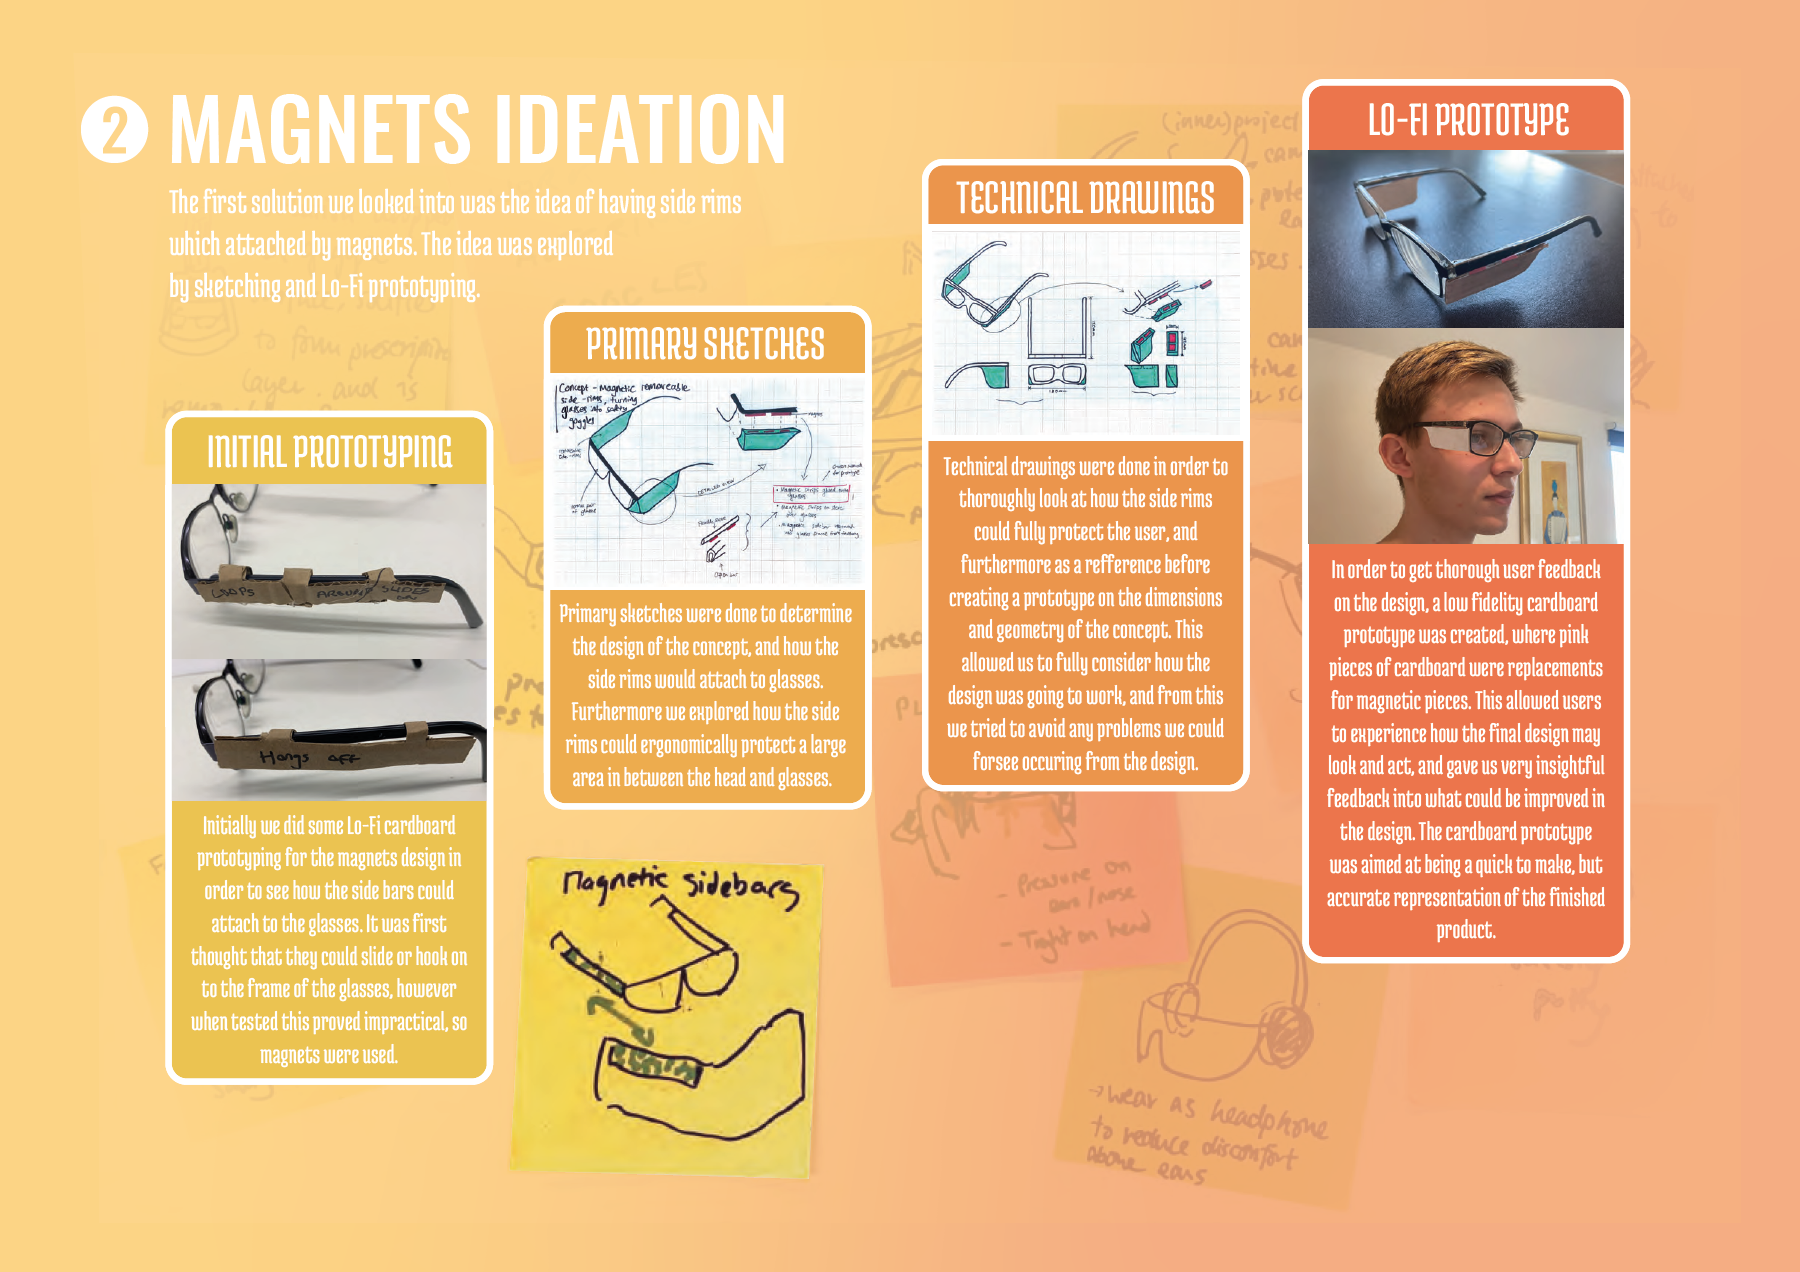 2 MAGNETS IDEATION
The first solution we looked into was the idea of having side rims
which attached by magnets. The idea was explored
by sketching and Lo-Fi prototyping.
INITIAL PROTOTYPING
LOOPS AROUND SIDES
Hangs off
Initially we did some Lo-Fi cardboard
prototyping for the magnets design in
order to see how the side bars could
attach to the glasses. It was first
thought that they could slide or hook on
to the frame of the glasses, however
when tested this proved impractical, so
magnets were used.
PRIMARY SKETCHES
Concept - Magnetic removeable
side-rims, turning
glasses into safety
goggles
Primary sketches were done to determine
the design of the concept, and how the
side rims would attach to glasses.
Furthermore we explored how the side
rims could ergonomically protect a large
area in between the head and glasses.
Magnetic sidebars
TECHNICAL DRAWINGS
Technical drawings were done in order to
thoroughly look at how the side rims
could fully protect the user, and
furthermore as a refference before
creating a prototype on the dimensions
and geometry of the concept. This
allowed us to fully consider how the
design was going to work, and from this
we tried to avoid any problems we could
forsee occuring from the design.
- Pressure on
ears/nose
- Tight on head
→ wear as headphone
to reduce discomfort
above ears
LO-FI PROTOTYPE
In order to get thorough user feedback
on the design, a low fidelity cardboard
prototype was created, where pink
pieces of cardboard were replacements
for magnetic pieces. This allowed users
to experience how the final design may
look and act, and gave us very insightful
feedback into what could be improved in
the design. The cardboard prototype
was aimed at being a quick to make, but
accurate representation of the finished
product.
(inner) project
to form prescription
layer. and is